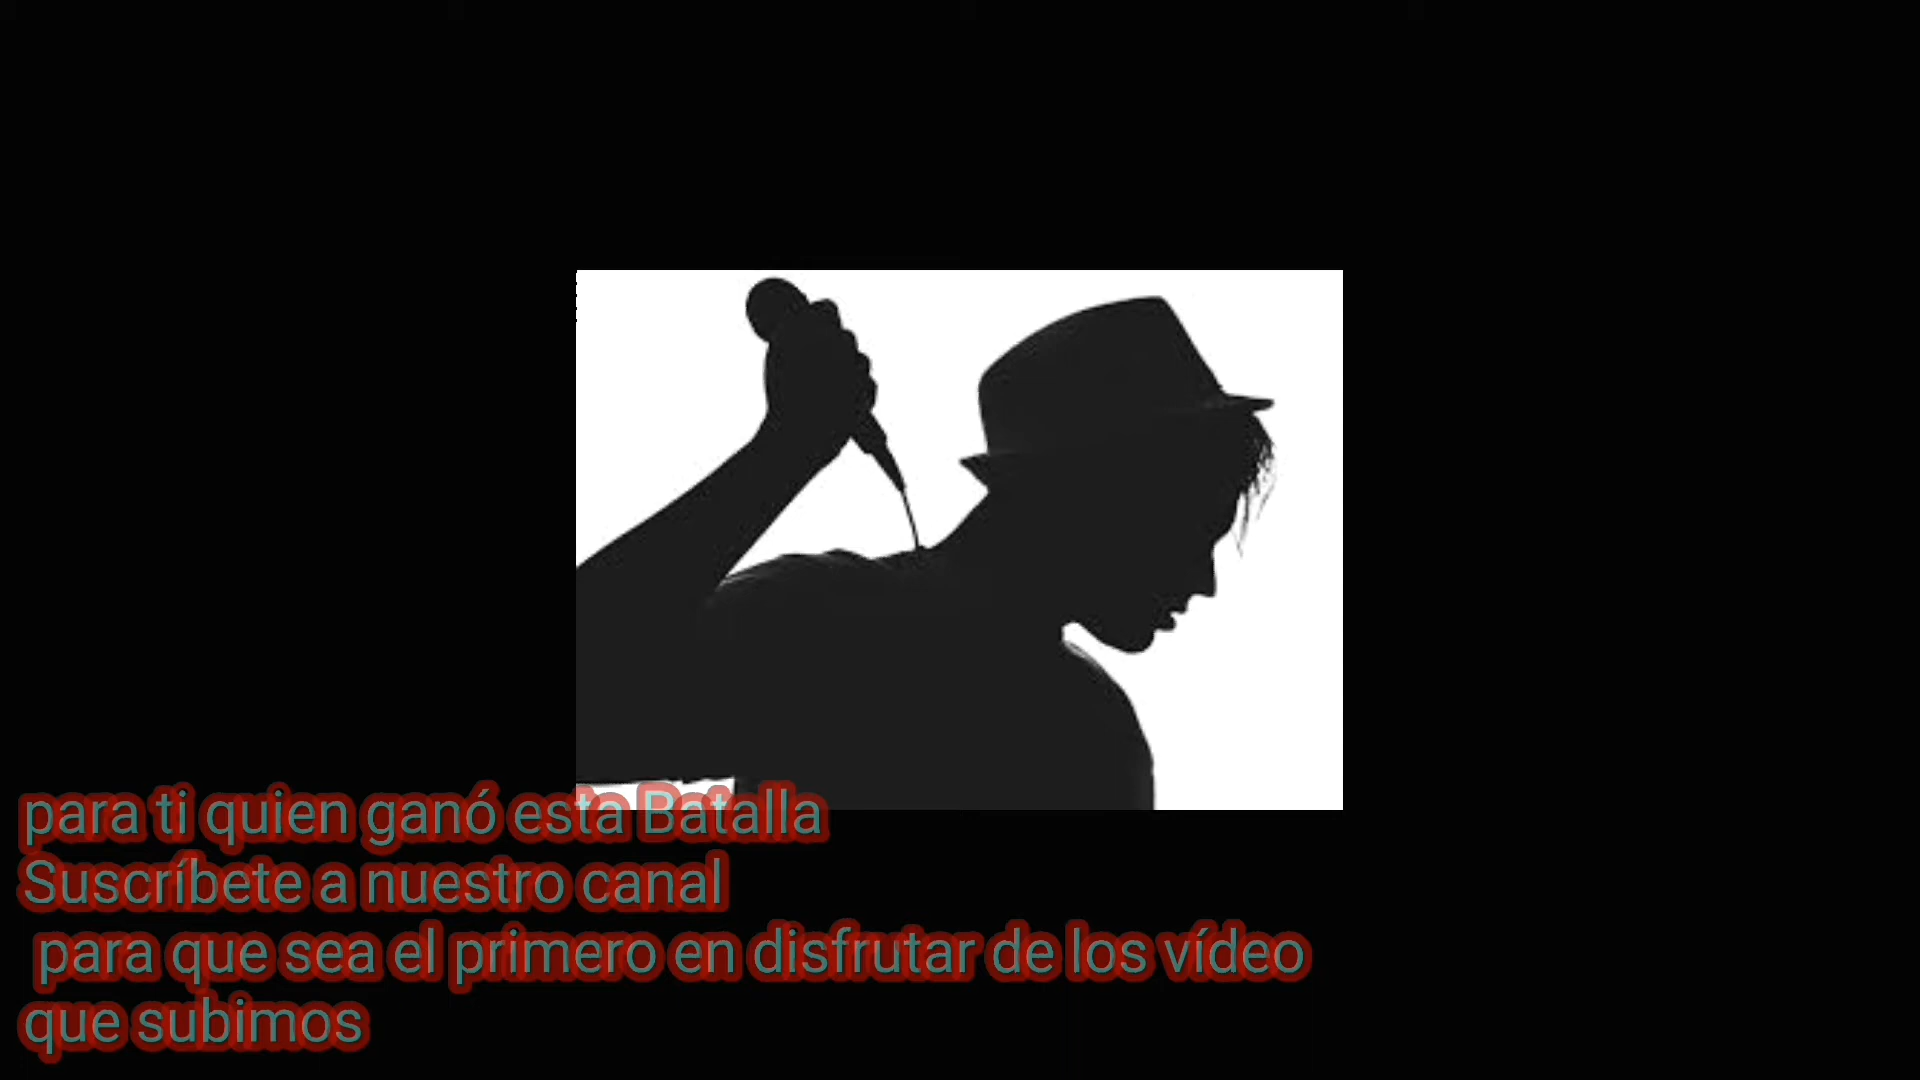 para ti quien ganó esta Batalla
Suscríbete a nuestro canal
para que sea el primero en disfrutar de los vídeo
que subimos